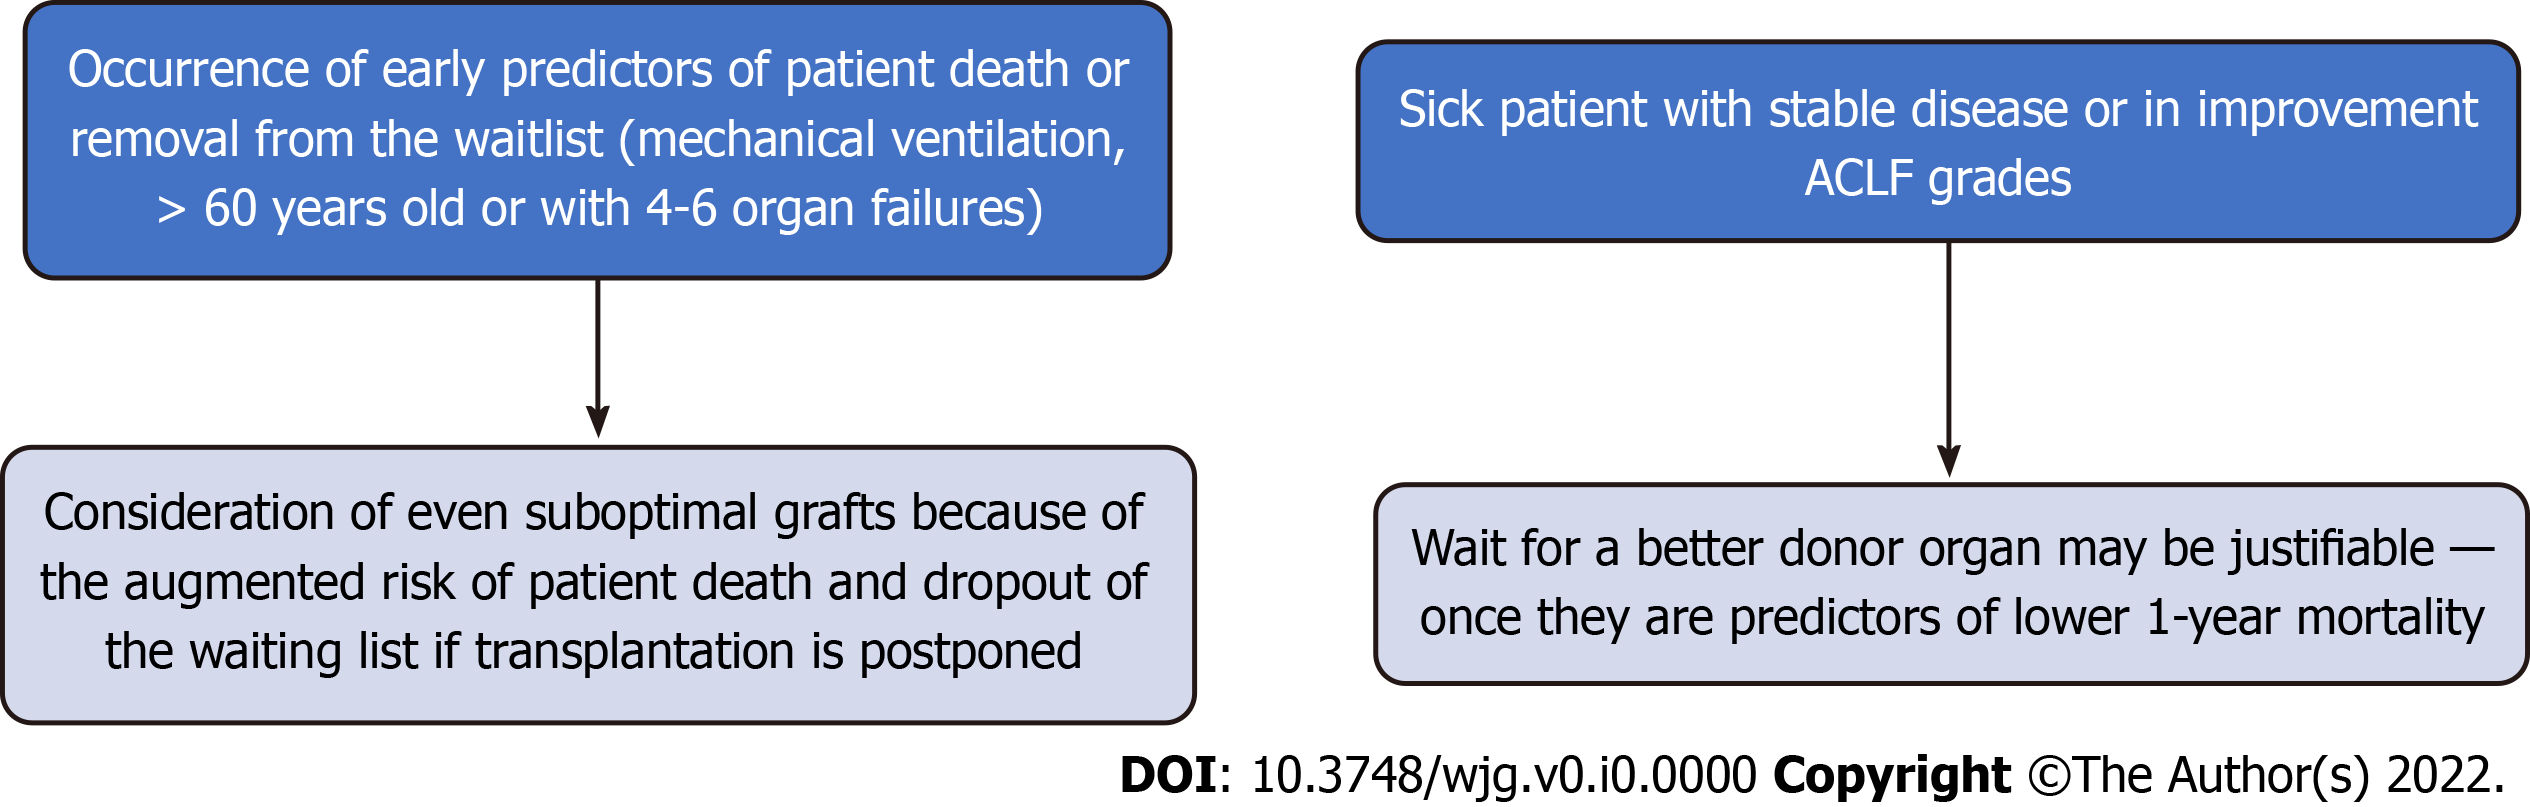 Occurrence of early predictors of patient death or
removal from the waitlist (mechanical ventilation,
> 60 years old or with 4-6 organ failures)
Consideration of even suboptimal grafts because of
the augmented risk of patient death and dropout of
the waiting list if transplantation is postponed
Sick patient with stable disease or in improvement
ACLF grades
Wait for a better donor organ may be justifiable —
once they are predictors of lower 1-year mortality
DOI: 10.3748/wjg.v0.i0.0000 Copyright ©The Author(s) 2022.